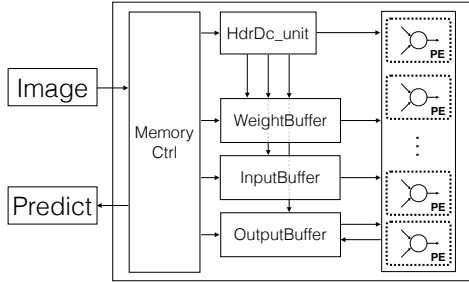 HdrDc_unit
PE
Image
PE
WeightBuffer
Memory
Ctrl
InputBuffer
Predict
PE
OutputBuffer
PE